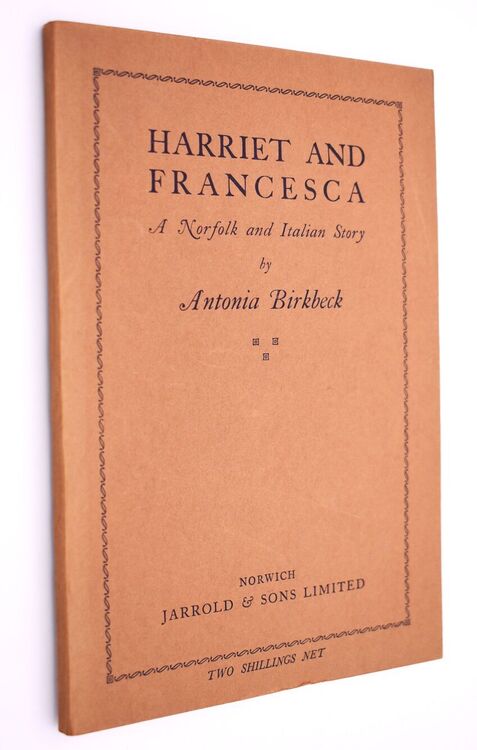 HARRIET AND
FRANCESCA
A Norfolk and Italian Story
by
Antonia Birkbeck
NORWICH
JARROLD & SONS LIMITED
TWO SHILLINGS NET